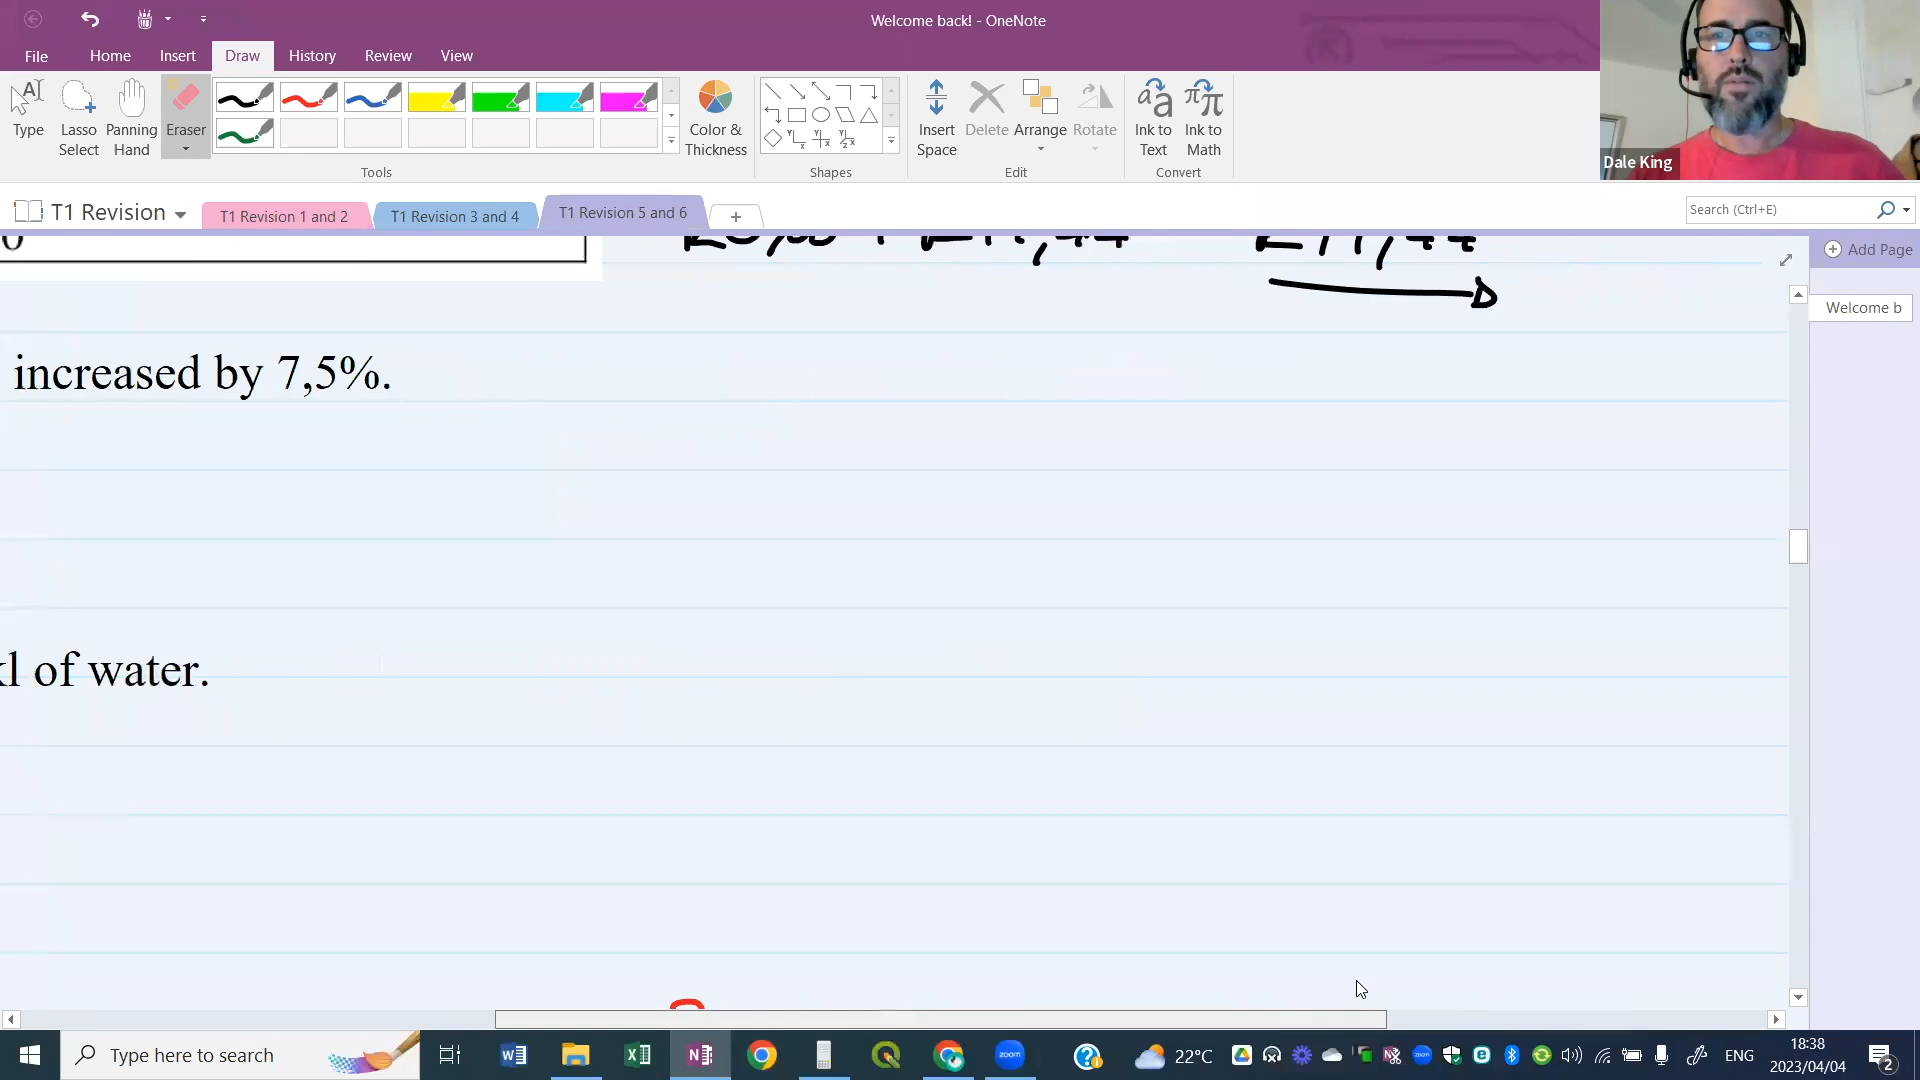 Welcome back! - OneNote
File Home Insert Draw History Review View
Type
Lasso Select
Panning Hand
Eraser
Color & Thickness
Insert Space
Delete
Arrange
Rotate
Ink to Text
Ink to Math
Tools
Shapes
Edit
Convert
Dale King
T1 Revision
T1 Revision 1 and 2
T1 Revision 3 and 4
T1 Revision 5 and 6
Search (Ctrl+E)
Add Page
Welcome b
increased by 7,5%.
kl of water.
Type here to search
zoom
22°C
ENG
18:38
2023/04/04
2